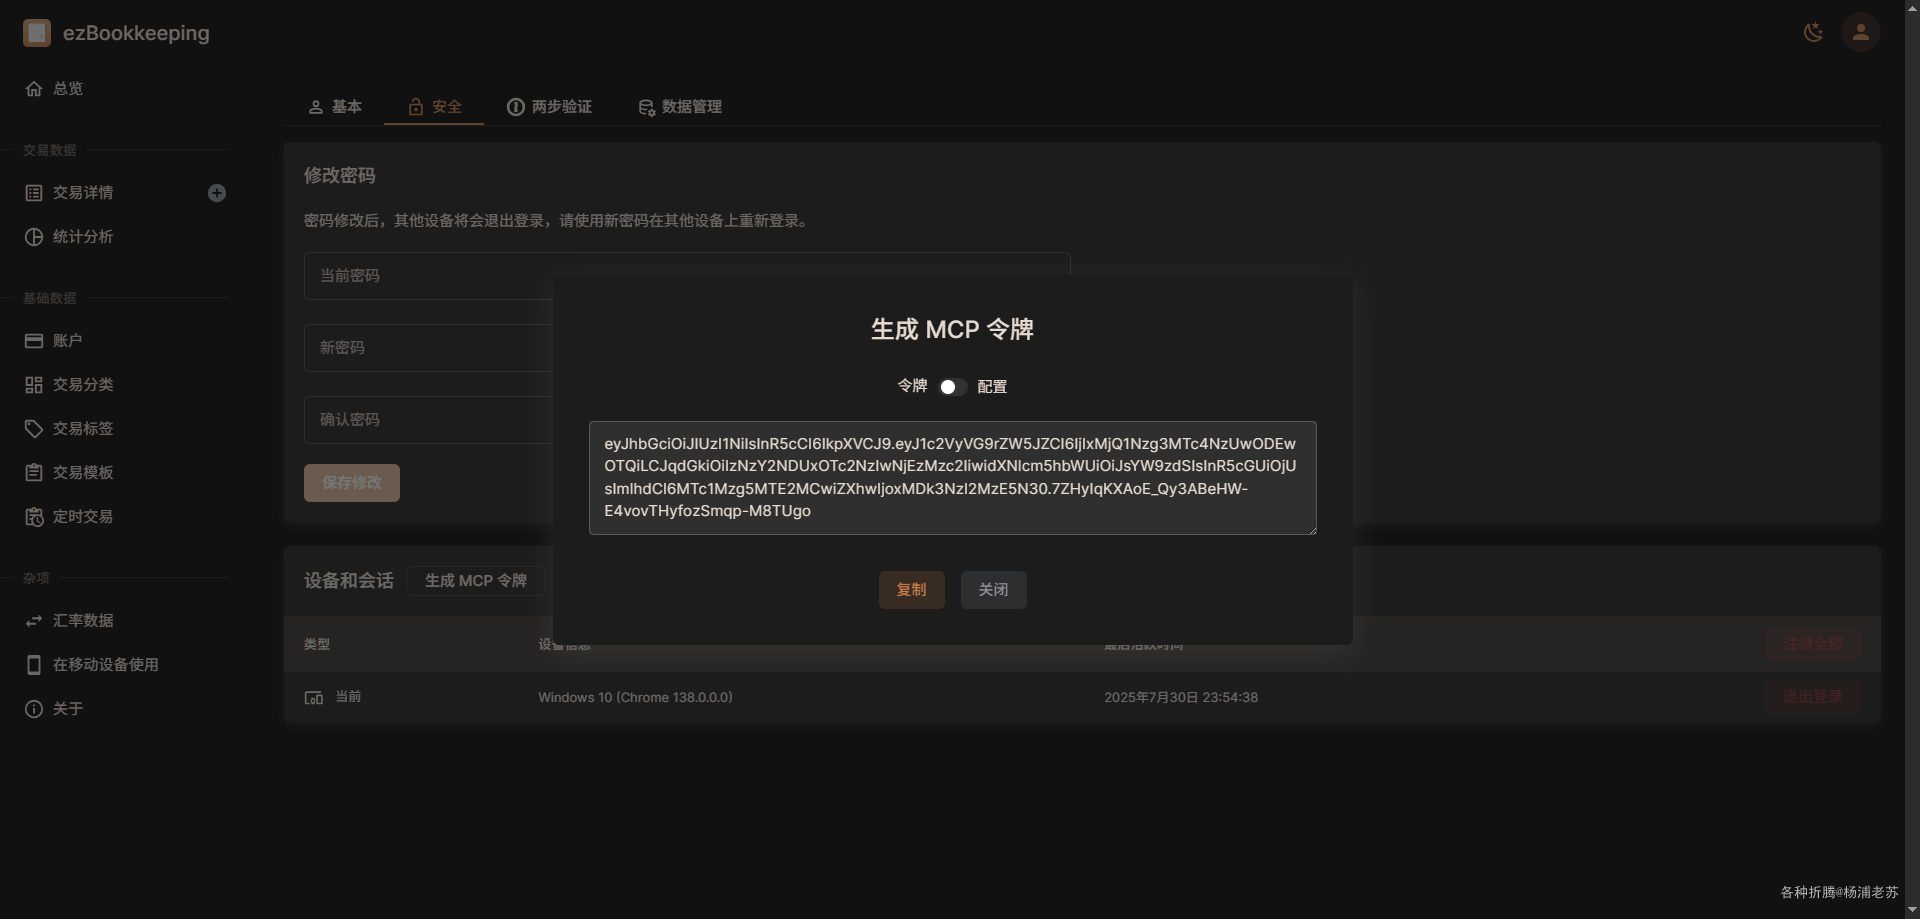 ezBookkeeping
总览
交易数据
交易详情
统计分析
基础数据
账户
交易分类
交易标签
交易模板
定时交易
杂项
汇率数据
在移动设备使用
关于
基本
安全
两步验证
数据管理
修改密码
密码修改后，其他设备将会退出登录，请使用新密码在其他设备上重新登录。
当前密码
新密码
确认密码
保存修改
生成 MCP 令牌
令牌 配置
eyJhbGciOiJIUzI1NiIsInR5cCI6IkpXVCJ9.eyJ1c2VyVG9rZW5JZCI6IjIxMjQ1Nzg3MTc4NzUwODEw
OTQiLCJqdGkiOiIzNzY2NDUxOTc2NzIwNjEzMzc2IiwidXNlcm5hbWUiOiJsYW9zdSIsInR5cGUiOjU
sImlhdCI6MTc1Mzg5MTE2MCwiZXhwIjoxMDk3NzI2MzE5N30.7ZHyIqKXAoE_Qy3ABeHW-
E4vovTHyfozSmqp-M8TUgo
复制
关闭
设备和会话
生成 MCP 令牌
类型
设备信息
最后活跃时间
注销全部
当前
Windows 10 (Chrome 138.0.0.0)
2025年7月30日 23:54:38
退出登录
各种折腾@杨浦老苏